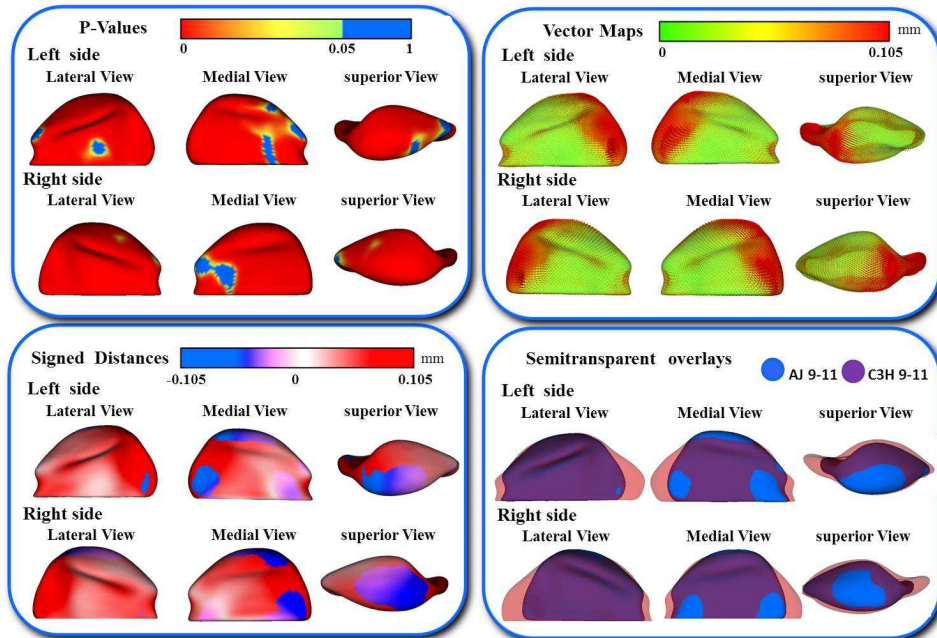 P-Values
0 0.05 1
Left side
Lateral View Medial View superior View
Right side
Lateral View Medial View superior View
Vector Maps mm
0 0.105
Left side
Lateral View Medial View superior View
Right side
Lateral View Medial View superior View
Signed Distances mm
-0.105 0 0.105
Left side
Lateral View Medial View superior View
Right side
Lateral View Medial View superior View
Semitransparent overlays AJ 9-11 C3H 9-11
Left side
Lateral View Medial View superior View
Right side
Lateral View Medial View superior View